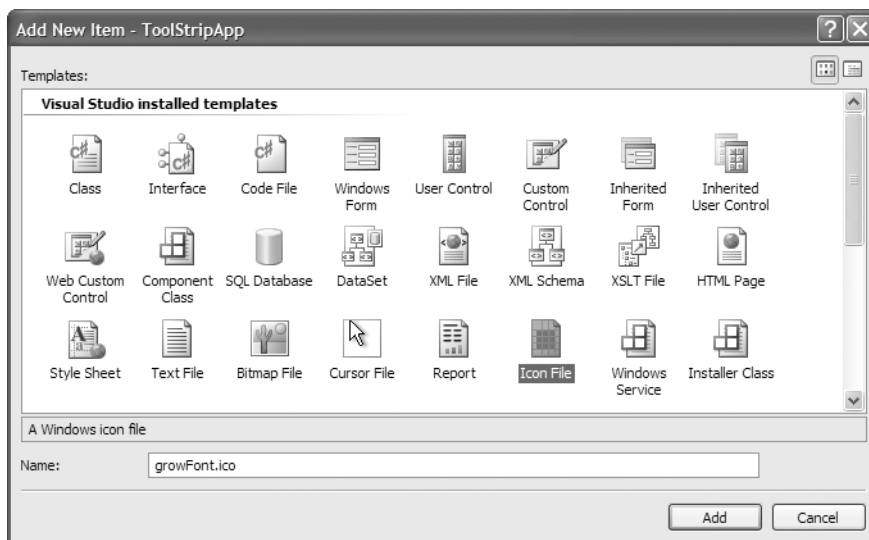 Add New Item - ToolStripApp
Templates:
Visual Studio installed templates
Class
Interface
Code File
Windows
Form
User Control
Custom
Control
Inherited
Form
Inherited
User Control
Web Custom
Control
Component
Class
SQL Database
DataSet
XML File
XML Schema
XSLT File
HTML Page
Style Sheet
Text File
Bitmap File
Cursor File
Report
Icon File
Windows
Service
Installer Class
A Windows icon file
Name:
growFont.ico
Add
Cancel